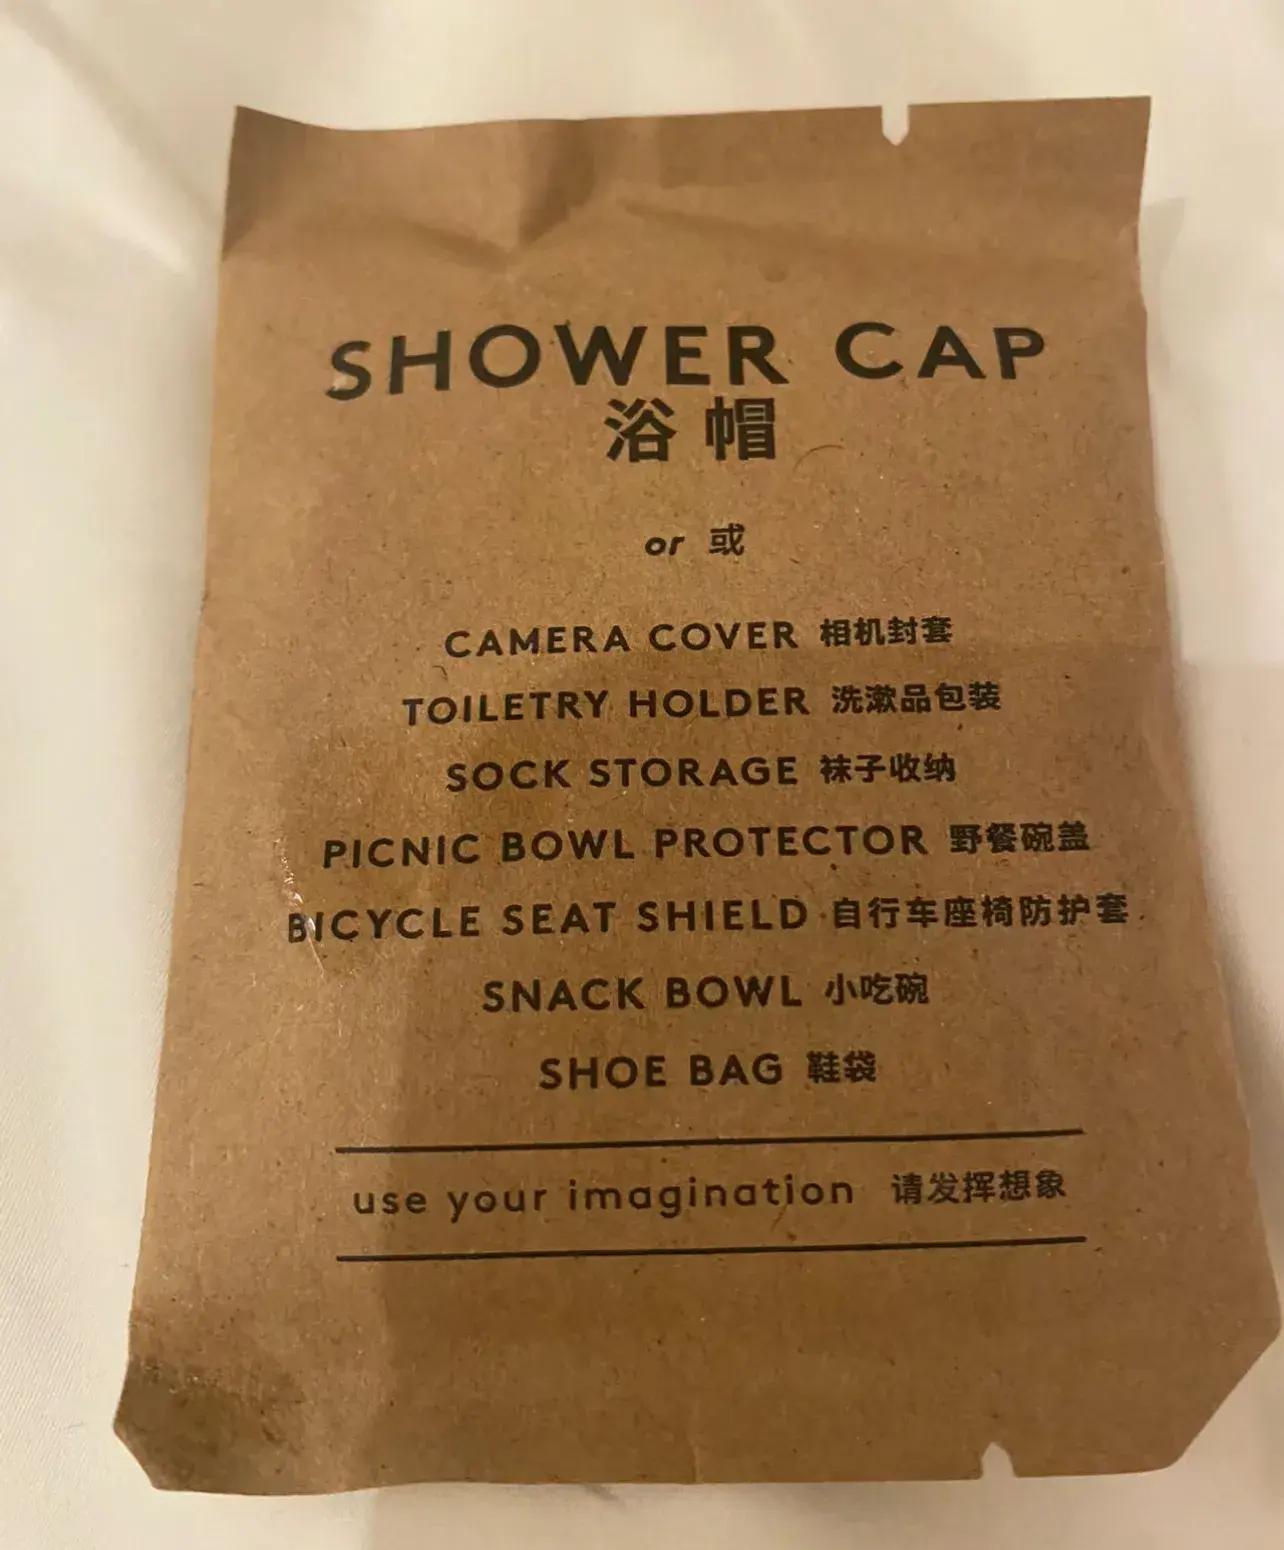 SHOWER CAP
浴帽
or 或
CAMERA COVER 相机封套
TOILETRY HOLDER 洗漱品包装
SOCK STORAGE 袜子收纳
PICNIC BOWL PROTECTOR 野餐碗盖
BICYCLE SEAT SHIELD 自行车座椅防护套
SNACK BOWL 小吃碗
SHOE BAG 鞋袋
use your imagination 请发挥想象